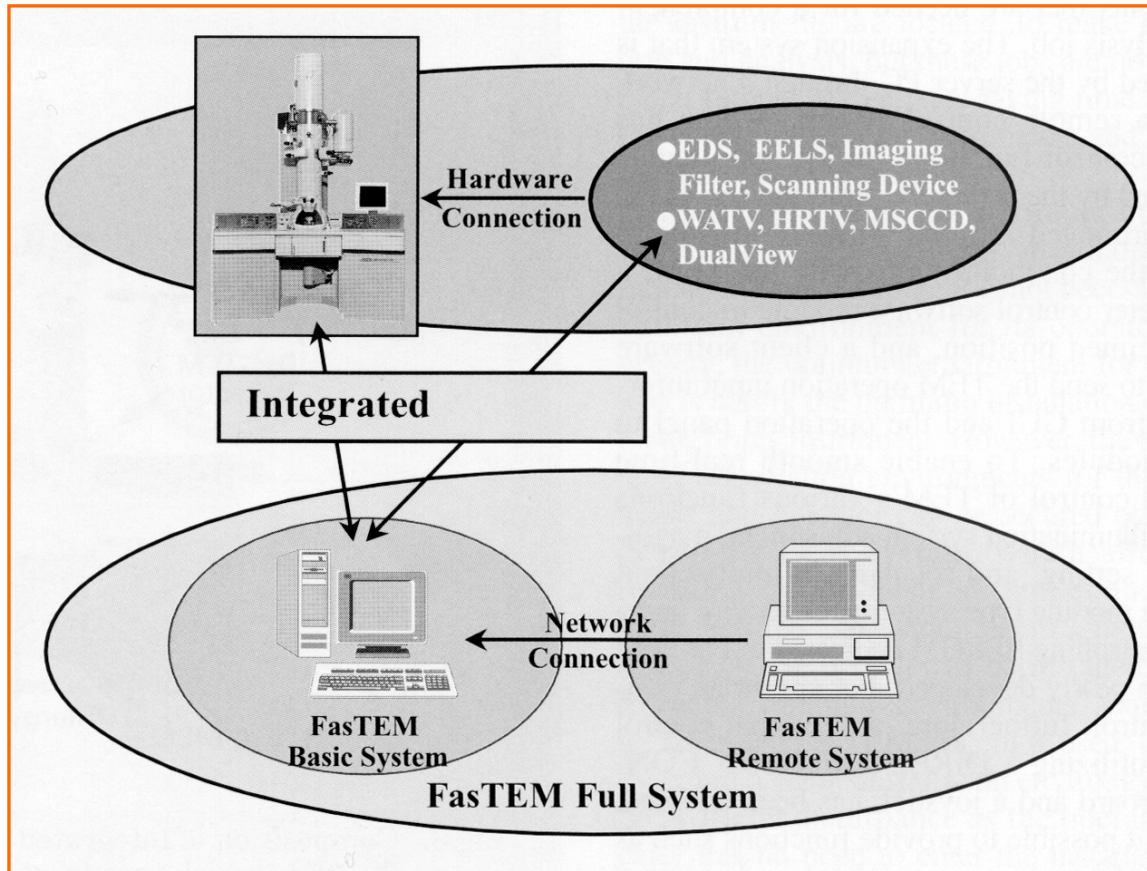 ●EDS, EELS, Imaging
Filter, Scanning Device
●WATV, HRTV, MSCCD,
DualView
Hardware
Connection
Integrated
Network
Connection
FasTEM
Basic System
FasTEM
Remote System
FasTEM Full System